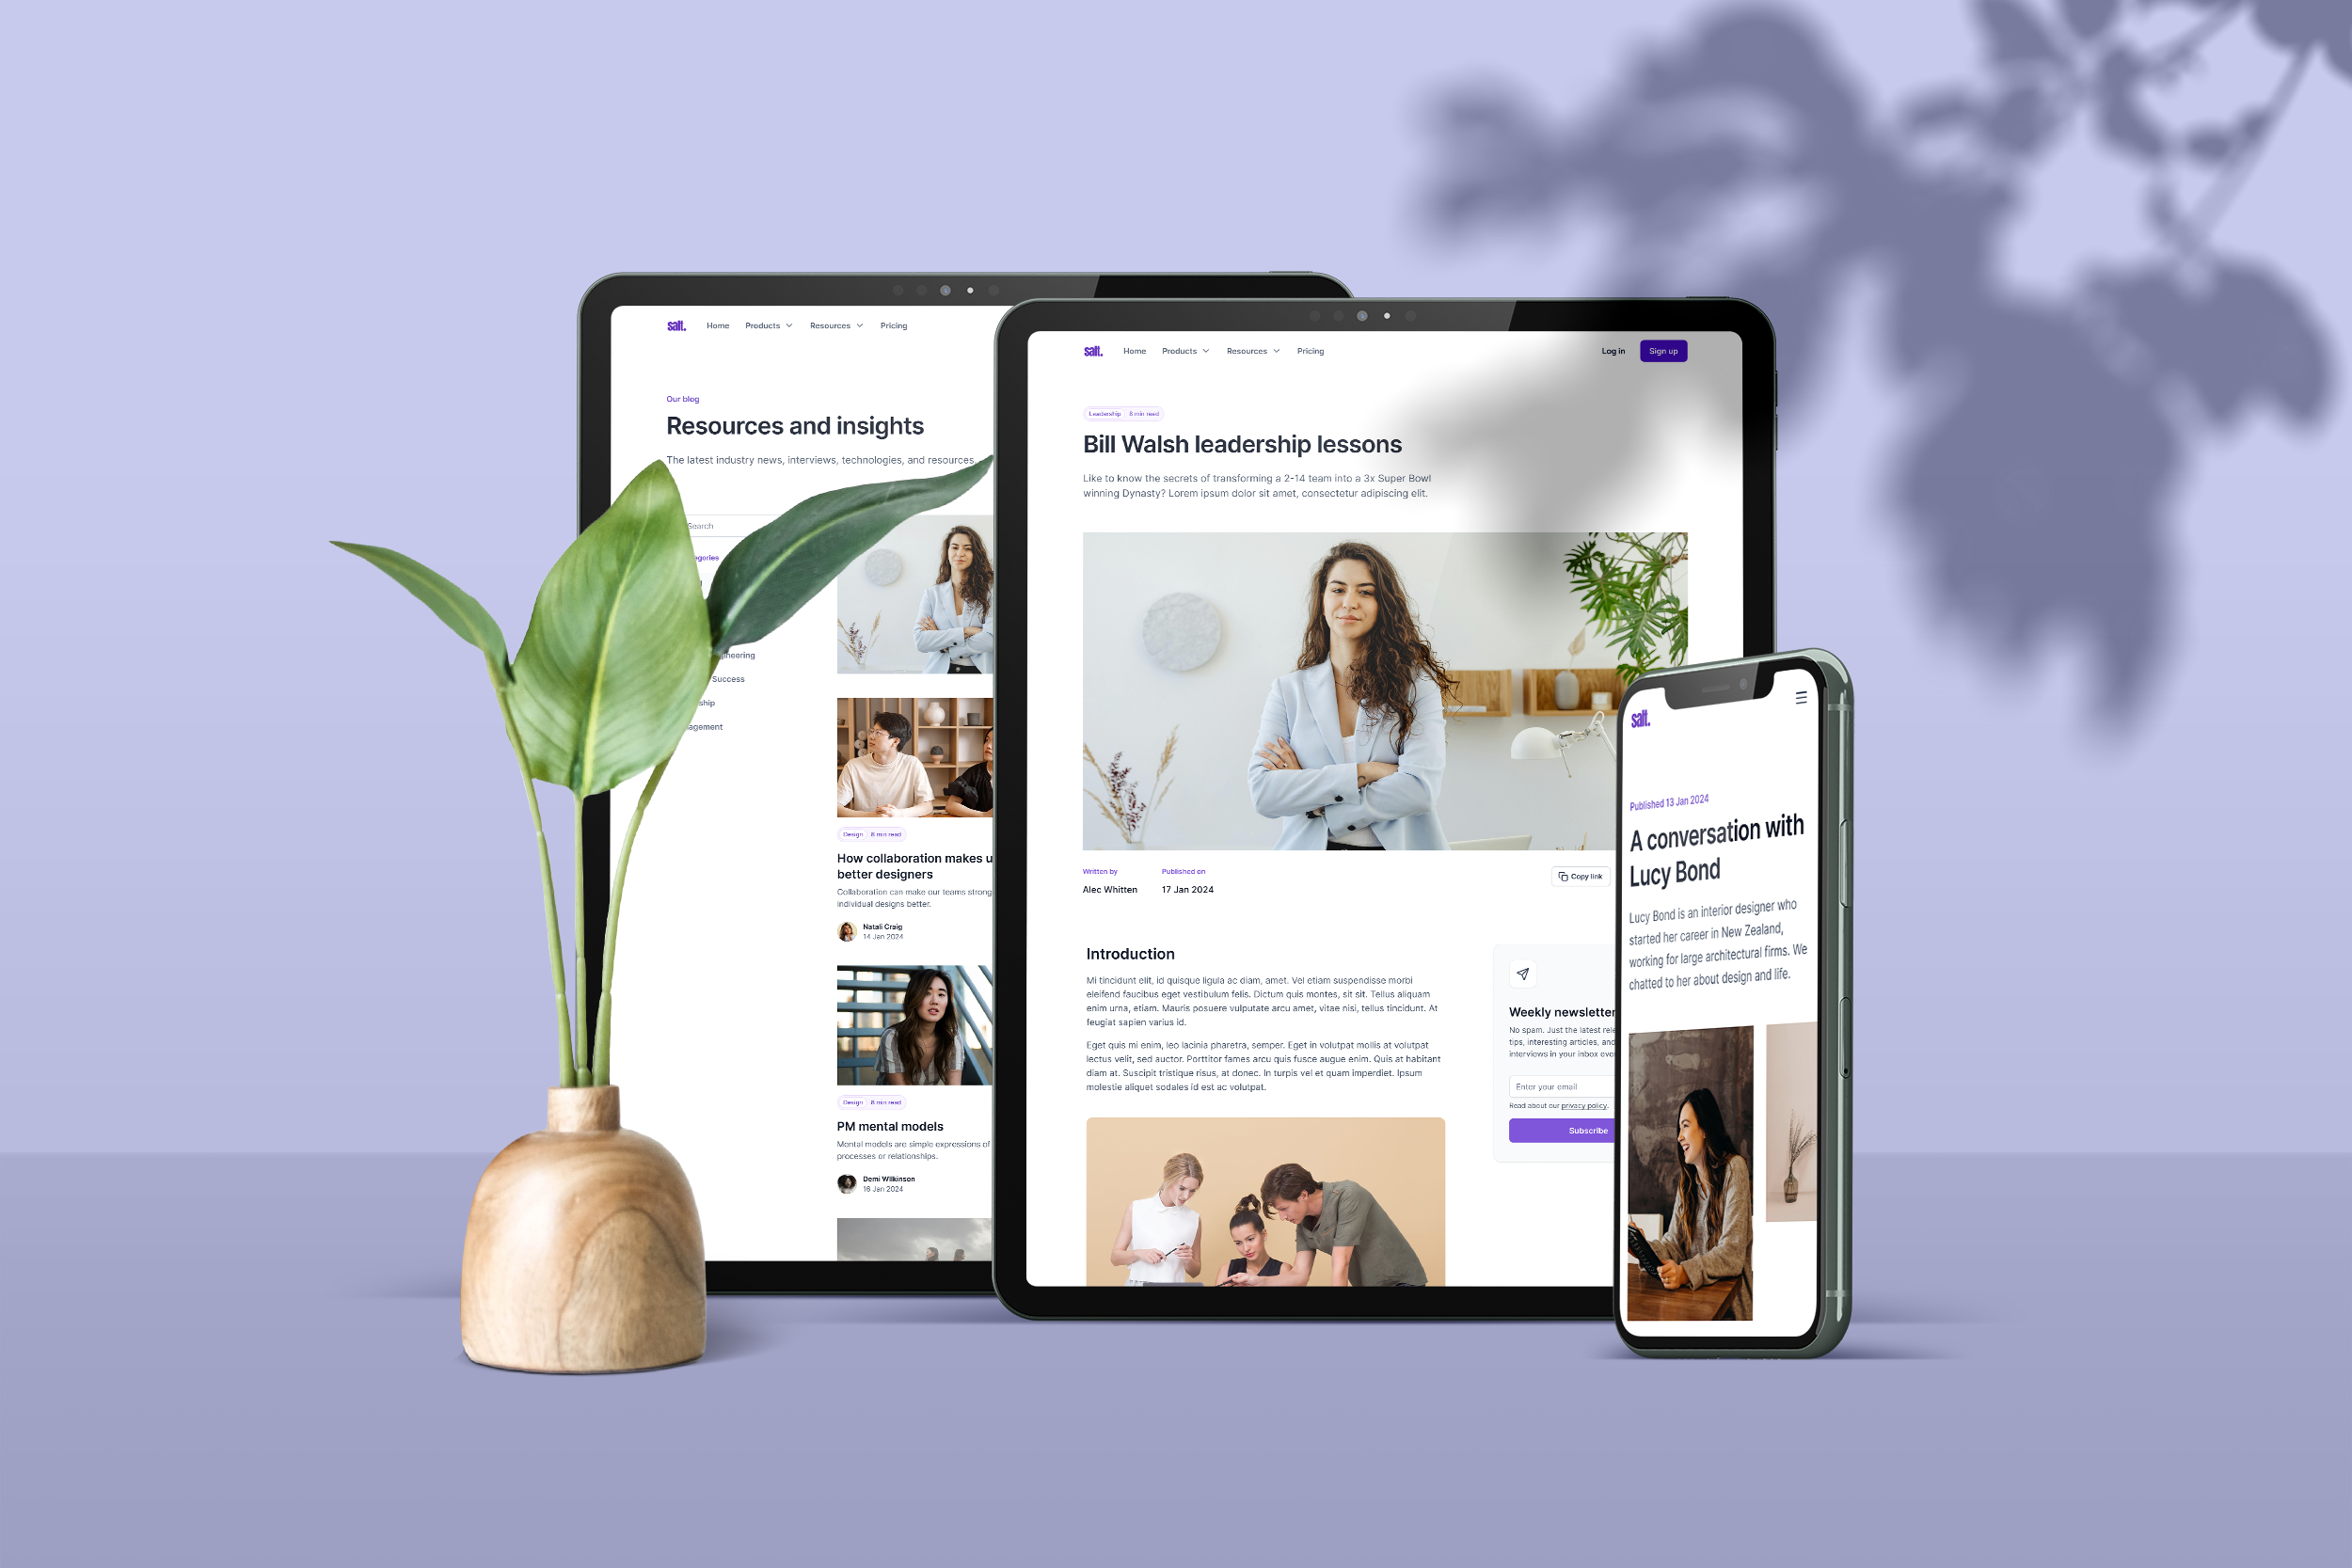 salt.
Home
Products
Resources
Pricing
Our blog
Resources and insights
The latest industry news, interviews, technologies, and resources.
Search
Success
Design
8 min read
How collaboration makes
better designers
Collaboration can make our teams
individual designs better.
Natali Craig
14 Jan 2024
Design
8 min read
PM mental models
Mental models are simple expressions of
processes or relationships.
Demi Wilkinson
16 Jan 2024
salt.
Home
Products
Resources
Pricing
Log in
Sign up
Leadership
8 min read
Bill Walsh leadership lessons
Like to know the secrets of transforming a 2-14 team into a 3x Super Bowl
winning Dynasty? Lorem ipsum dolor sit amet, consectetur adipiscing elit.
Written by
Published on
Alec Whitten
17 Jan 2024
Copy link
Introduction
Mi tincidunt elit, id quisque ligula ac diam, amet. Vel etiam suspendisse morbi
eleifend faucibus eget vestibulum felis. Dictum quis montes, sit sit. Tellus aliquam
enim urna, etiam. Mauris posuere vulputate arcu amet, vitae nisi, tellus tincidunt. At
feugiat sapien varius id.
Eget quis mi enim, leo lacinia pharetra, semper. Eget in volutpat mollis at volutpat
lectus velit, sed auctor. Porttitor fames arcu quis fusce augue enim. Quis at habitant
diam at. Suscipit tristique risus, at donec. In turpis vel et quam imperdiet. Ipsum
molestie aliquet sodales id est ac volutpat.
Weekly newsletter
No spam. Just the latest
tips, interesting articles, and
interviews in your inbox
Enter your email
Read about our privacy policy.
Subscribe
salt.
Published 13 Jan 2024
A conversation with
Lucy Bond
Lucy Bond is an interior designer who
started her career in New Zealand,
working for large architectural firms. We
chatted to her about design and life.